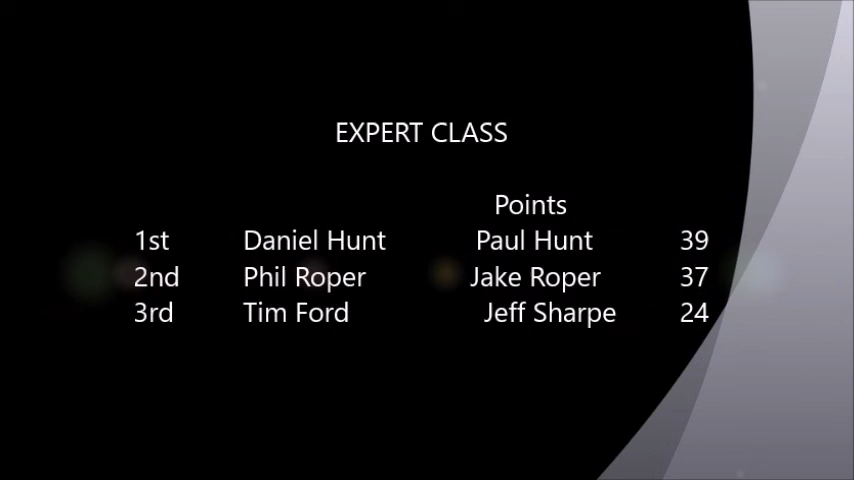 EXPERT CLASS
Points
1st Daniel Hunt Paul Hunt 39
2nd Phil Roper Jake Roper 37
3rd Tim Ford Jeff Sharpe 24